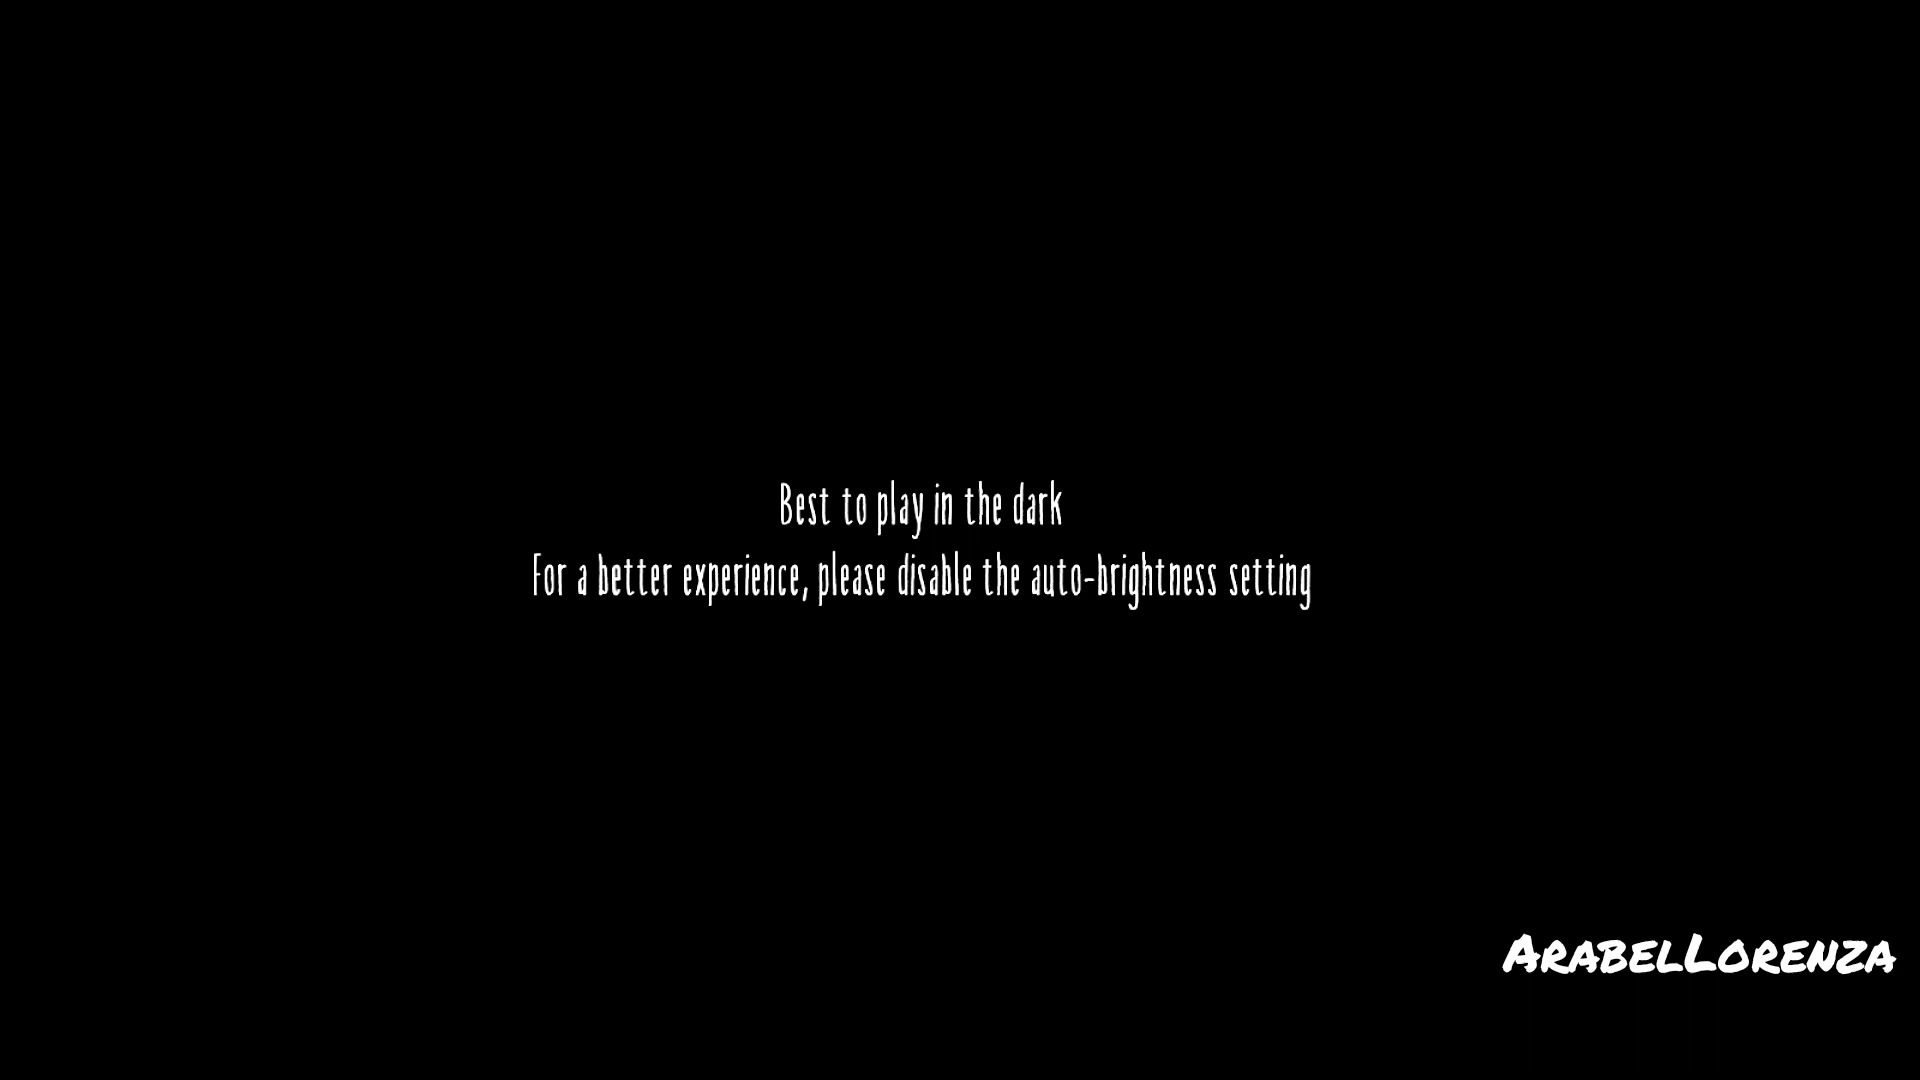 Best to play in the dark
For a better experience, please disable the auto-brightness setting
ArabelLorenza